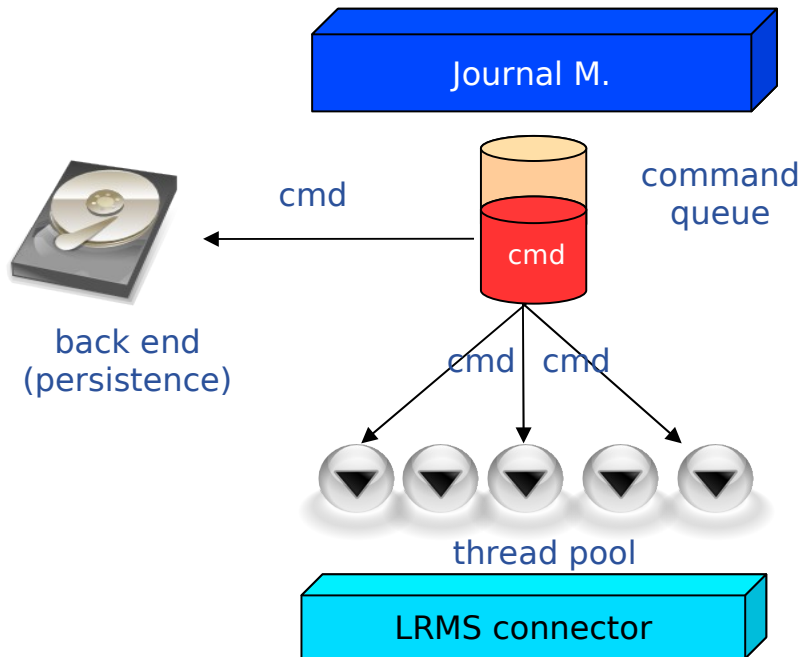 Journal M.
command
queue
cmd
cmd
back end
(persistence)
cmd
cmd
thread pool
LRMS connector